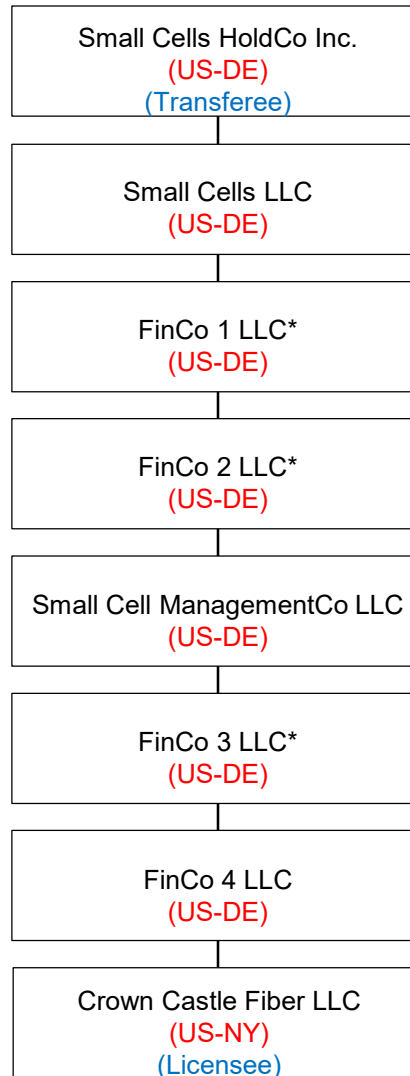 Small Cells HoldCo Inc.
(US-DE)
(Transferee)
Small Cells LLC
(US-DE)
FinCo 1 LLC*
(US-DE)
FinCo 2 LLC*
(US-DE)
Small Cell ManagementCo LLC
(US-DE)
FinCo 3 LLC*
(US-DE)
FinCo 4 LLC
(US-DE)
Crown Castle Fiber LLC
(US-NY)
(Licensee)